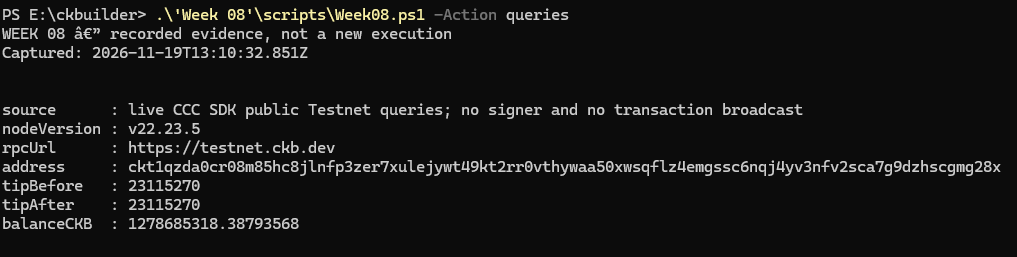 PS E:\ckbuilder> .\'Week 08'\scripts\Week08.ps1 -Action queries
WEEK 08 â€” recorded evidence, not a new execution
Captured: 2026-11-19T13:10:32.851Z
source      : live CCC SDK public Testnet queries; no signer and no transaction broadcast
nodeVersion : v22.23.5
rpcUrl      : https://testnet.ckb.dev
address     : ckt1qzda0cr08m85hc8jlnfp3zer7xulejywt49kt2rr0vthywaa50xwsqflz4emgssc6nqj4yv3nfv2sca7g9dzhscgmg28x
tipBefore   : 23115270
tipAfter    : 23115270
balanceCKB  : 1278685318.38793568